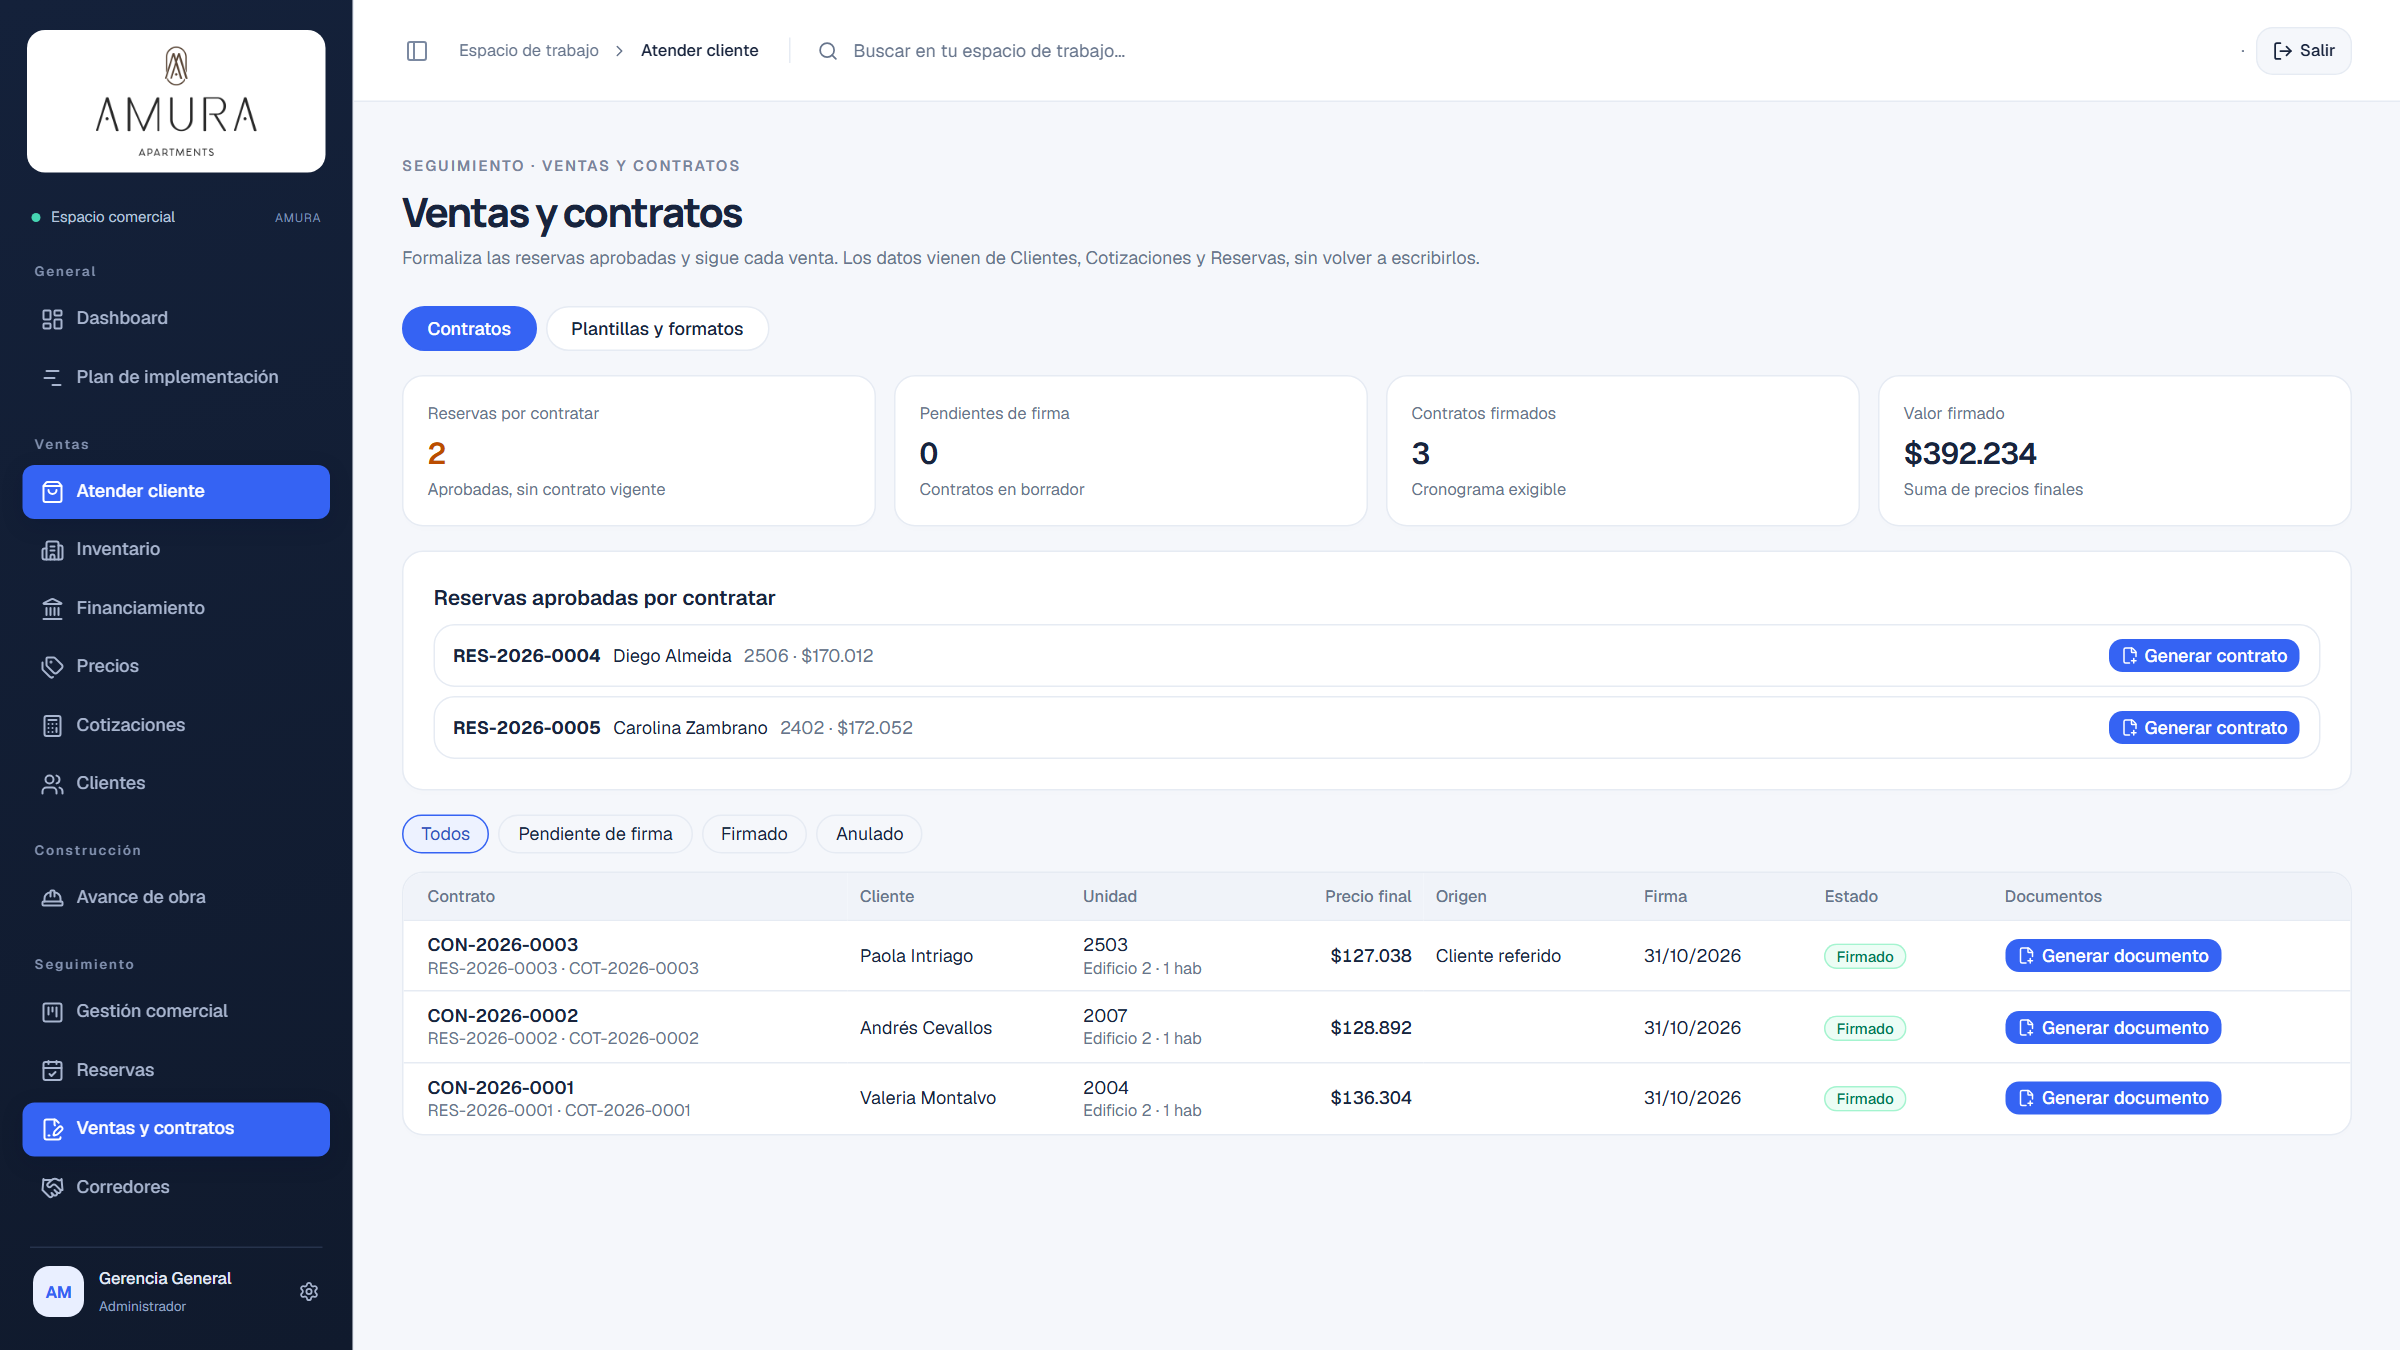 AMURA
APARTMENTS
Espacio comercial AMURA
General
Dashboard
Plan de implementación
Ventas
Atender cliente
Inventario
Financiamiento
Precios
Cotizaciones
Clientes
Construcción
Avance de obra
Seguimiento
Gestión comercial
Reservas
Ventas y contratos
Corredores
AM
Gerencia General
Administrador
Espacio de trabajo > Atender cliente
Buscar en tu espacio de trabajo...
Salir
SEGUIMIENTO · VENTAS Y CONTRATOS
Ventas y contratos
Formaliza las reservas aprobadas y sigue cada venta. Los datos vienen de Clientes, Cotizaciones y Reservas, sin volver a escribirlos.
Contratos Plantillas y formatos
Reservas por contratar
2
Aprobadas, sin contrato vigente
Pendientes de firma
0
Contratos en borrador
Contratos firmados
3
Cronograma exigible
Valor firmado
$392.234
Suma de precios finales
Reservas aprobadas por contratar
RES-2026-0004 Diego Almeida 2506 · $170.012 Generar contrato
RES-2026-0005 Carolina Zambrano 2402 · $172.052 Generar contrato
Todos Pendiente de firma Firmado Anulado
Contrato Cliente Unidad Precio final Origen Firma Estado Documentos
CON-2026-0003
RES-2026-0003 · COT-2026-0003
Paola Intriago
2503
Edificio 2 · 1 hab
$127.038 Cliente referido 31/10/2026 Firmado Generar documento
CON-2026-0002
RES-2026-0002 · COT-2026-0002
Andrés Cevallos
2007
Edificio 2 · 1 hab
$128.892 31/10/2026 Firmado Generar documento
CON-2026-0001
RES-2026-0001 · COT-2026-0001
Valeria Montalvo
2004
Edificio 2 · 1 hab
$136.304 31/10/2026 Firmado Generar documento